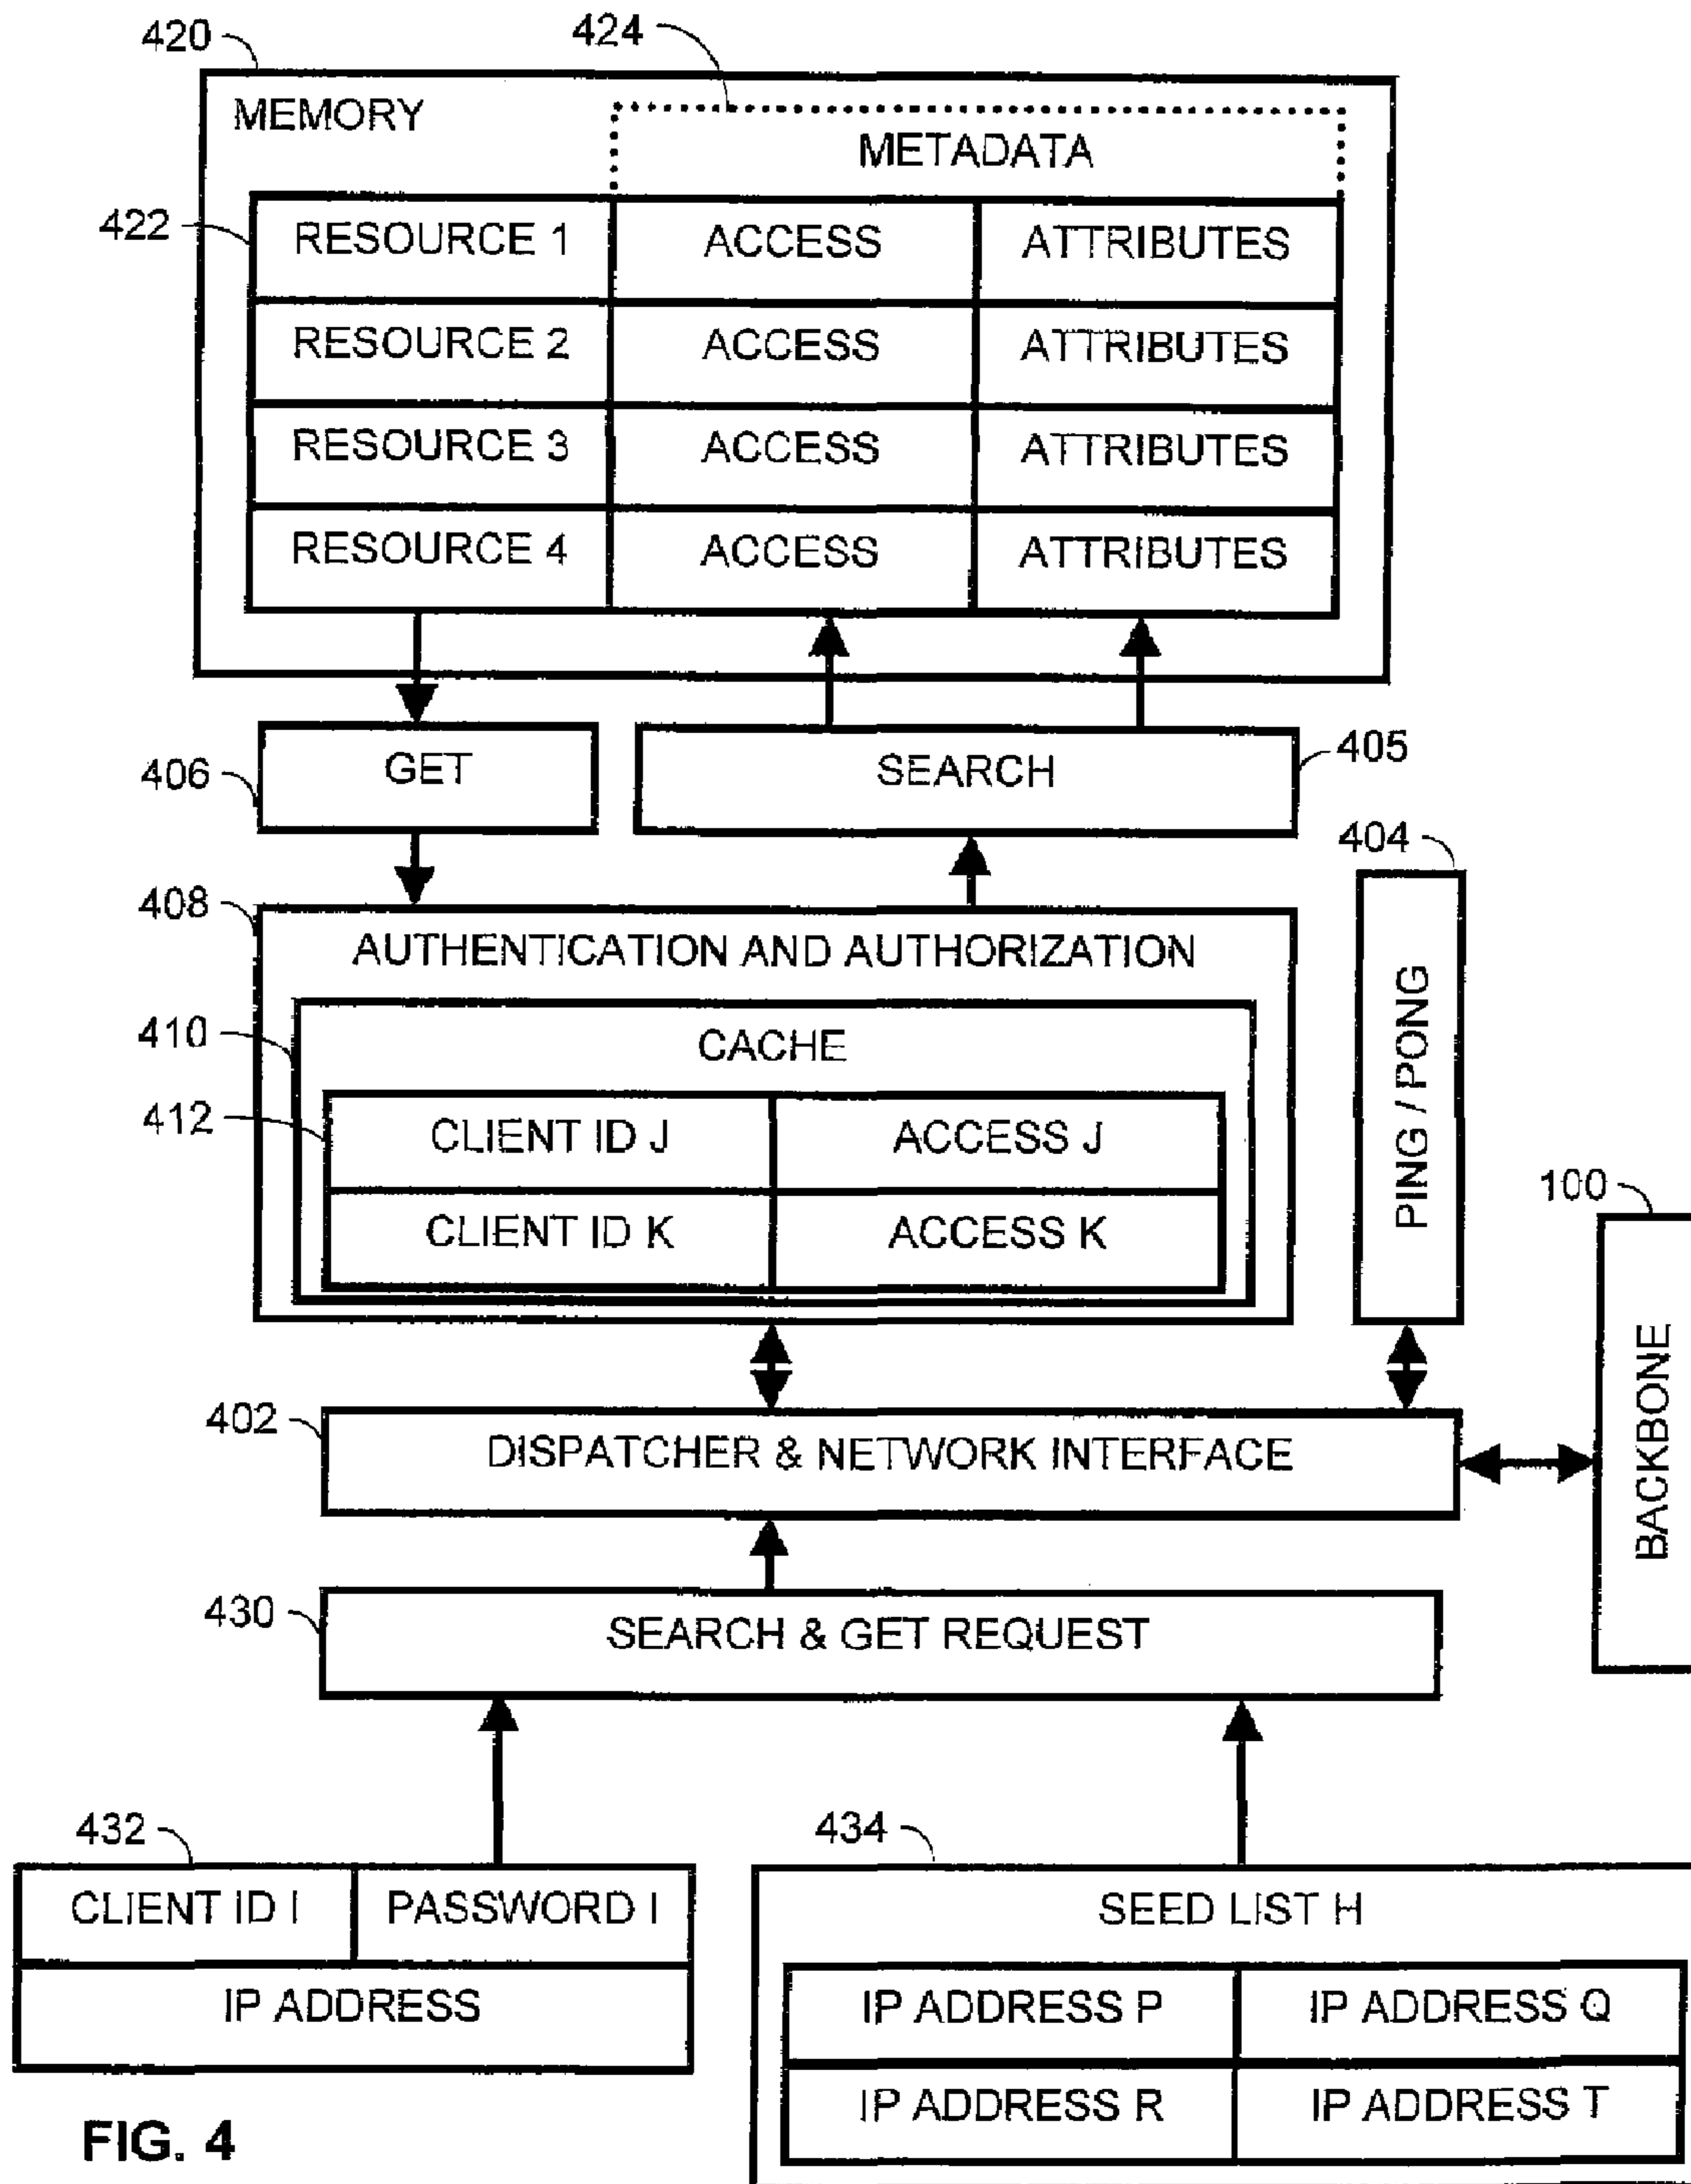 420
424
MEMORY
METADATA
422
RESOURCE 1 ACCESS ATTRIBUTES
RESOURCE 2 ACCESS ATTRIBUTES
RESOURCE 3 ACCESS ATTRIBUTES
RESOURCE 4 ACCESS ATTRIBUTES
406
GET
SEARCH
405
404
PING / PONG
408
AUTHENTICATION AND AUTHORIZATION
410
CACHE
412
CLIENT ID J ACCESS J
CLIENT ID K ACCESS K
100
BACKBONE
402
DISPATCHER & NETWORK INTERFACE
430
SEARCH & GET REQUEST
432
CLIENT ID I PASSWORD I
IP ADDRESS
434
SEED LIST H
IP ADDRESS P IP ADDRESS Q
IP ADDRESS R IP ADDRESS T
FIG. 4